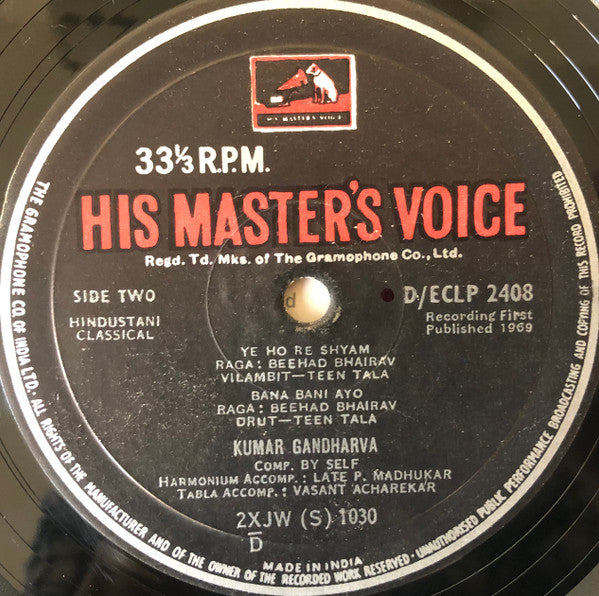 HIS MASTER'S VOICE
33⅓ R.P.M.
HIS MASTER'S VOICE
Regd. Td. Mks. of The Gramophone Co., Ltd.
SIDE TWO
HINDUSTANI
CLASSICAL
d
D/ECLP 2408
Recording First
Published 1969
YE HO RE SHYAM
RAGA: BEEHAD BHAIRAV
VILAMBIT—TEEN TALA
BANA BANI AYO
RAGA: BEEHAD BHAIRAV
DRUT—TEEN TALA
KUMAR GANDHARVA
COMP. BY SELF
HARMONIUM ACCOMP.: LATE P. MADHUKAR
TABLA ACCOMP.: VASANT ACHAREKAR
2XJW (S) 1030
D
MADE IN INDIA
THE GRAMOPHONE CO. OF INDIA LTD. · ALL RIGHTS OF THE MANUFACTURER AND OF THE OWNER OF THE RECORDED WORK RESERVED · UNAUTHORISED PUBLIC PERFORMANCE BROADCASTING AND COPYING OF THIS RECORD PROHIBITED